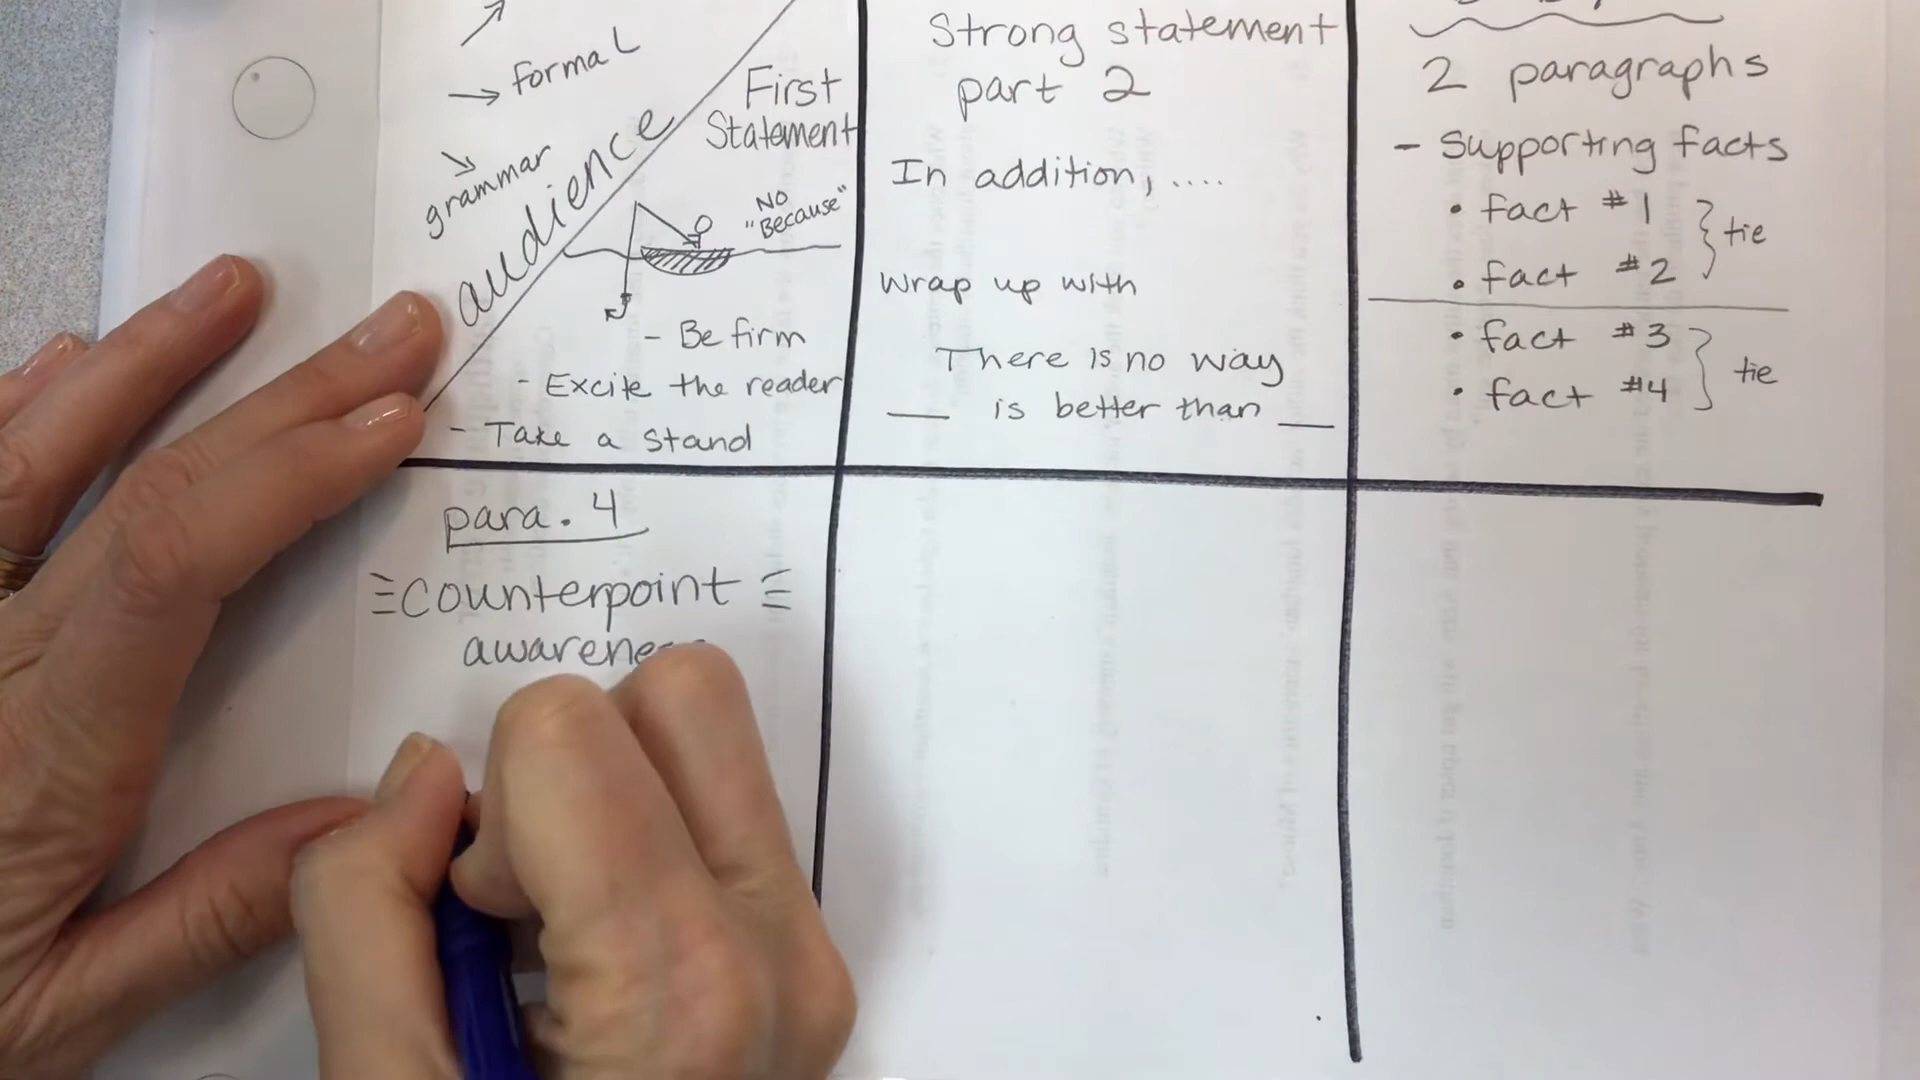 formal
grammar
audience
First
Statement
NO
"Because"
- Be firm
- Excite the reader
- Take a stand
Strong statement
part 2
In addition, ....
Wrap up with
There is no way
__ is better than __
2 paragraphs
- Supporting facts
• fact #1
• fact #2
tie
• fact #3
• fact #4
tie
para. 4
Counterpoint